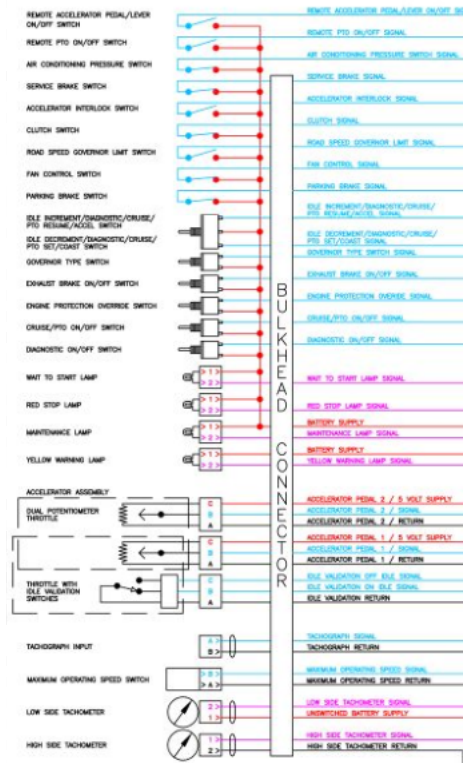 REMOTE ACCELERATOR PEDAL/LEVER
ON/OFF SWITCH
REMOTE PTO ON/OFF SWITCH
AIR CONDITIONING PRESSURE SWITCH
SERVICE BRAKE SWITCH
ACCELERATOR INTERLOCK SWITCH
CLUTCH SWITCH
ROAD SPEED GOVERNOR LIMIT SWITCH
FAN CONTROL SWITCH
PARKING BRAKE SWITCH
IDLE INCREMENT/DIAGNOSTIC/CRUISE/
PTO RESUME/ACCEL SWITCH
IDLE DECREMENT/DIAGNOSTIC/CRUISE/
PTO SET/COAST SWITCH
GOVERNOR TYPE SWITCH
EXHAUST BRAKE ON/OFF SWITCH
ENGINE PROTECTION OVERRIDE SWITCH
CRUISE/PTO ON/OFF SWITCH
DIAGNOSTIC ON/OFF SWITCH
WAIT TO START LAMP
1
2
RED STOP LAMP
1
2
MAINTENANCE LAMP
1
2
YELLOW WARNING LAMP
1
2
ACCELERATOR ASSEMBLY
DUAL POTENTIOMETER
THROTTLE
C
B
A
C
B
A
THROTTLE WITH
IDLE VALIDATION
SWITCHES
C
B
A
TACHOGRAPH INPUT
A
B
MAXIMUM OPERATING SPEED SWITCH
B
A
LOW SIDE TACHOMETER
2
1
HIGH SIDE TACHOMETER
1
2
BULKHEAD CONNECTOR
REMOTE ACCELERATOR PEDAL/LEVER ON/OFF
REMOTE PTO ON/OFF SIGNAL
AIR CONDITIONING PRESSURE SWITCH SIGNAL
SERVICE BRAKE SIGNAL
ACCELERATOR INTERLOCK SIGNAL
CLUTCH SIGNAL
ROAD SPEED GOVERNOR LIMIT SIGNAL
FAN CONTROL SIGNAL
PARKING BRAKE SIGNAL
IDLE INCREMENT/DIAGNOSTIC/CRUISE/
PTO RESUME/ACCEL SIGNAL
IDLE DECREMENT/DIAGNOSTIC/CRUISE/
PTO SET/COAST SIGNAL
GOVERNOR TYPE SWITCH SIGNAL
EXHAUST BRAKE ON/OFF SIGNAL
ENGINE PROTECTION OVERIDE SIGNAL
CRUISE/PTO ON/OFF SIGNAL
DIAGNOSTIC ON/OFF SIGNAL
WAIT TO START LAMP SIGNAL
RED STOP LAMP SIGNAL
BATTERY SUPPLY
MAINTENANCE LAMP SIGNAL
BATTERY SUPPLY
YELLOW WARNING LAMP SIGNAL
ACCELERATOR PEDAL 2 / 5 VOLT SUPPLY
ACCELERATOR PEDAL 2 / SIGNAL
ACCELERATOR PEDAL 2 / RETURN
ACCELERATOR PEDAL 1 / 5 VOLT SUPPLY
ACCELERATOR PEDAL 1 / SIGNAL
ACCELERATOR PEDAL 1 / RETURN
IDLE VALIDATION OFF IDLE SIGNAL
IDLE VALIDATION ON IDLE SIGNAL
IDLE VALIDATION RETURN
TACHOGRAPH SIGNAL
TACHOGRAPH RETURN
MAXIMUM OPERATING SPEED SIGNAL
MAXIMUM OPERATING SPEED RETURN
LOW SIDE TACHOMETER SIGNAL
UNSWITCHED BATTERY SUPPLY
HIGH SIDE TACHOMETER SIGNAL
HIGH SIDE TACHOMETER RETURN